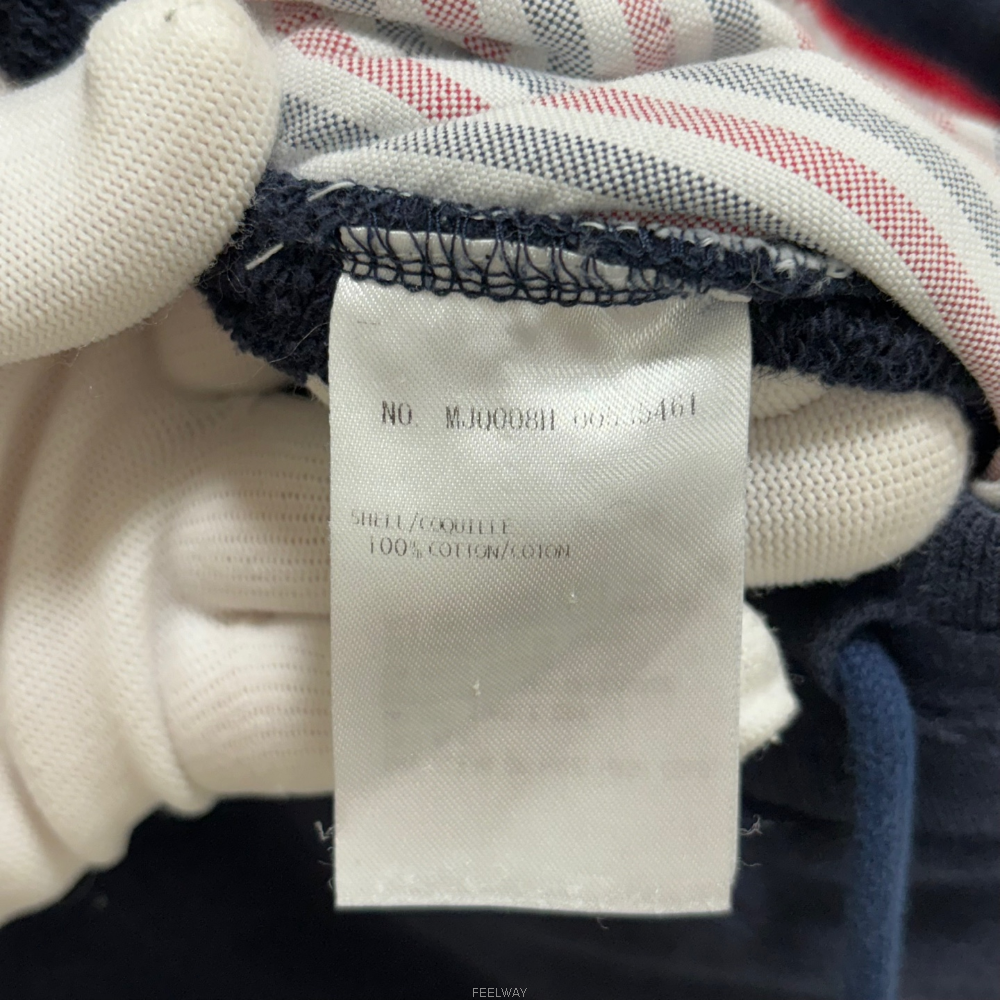 NO. MJQ008H
SHELL/COQUILLE
100% COTTON/COTON
FEELWAY